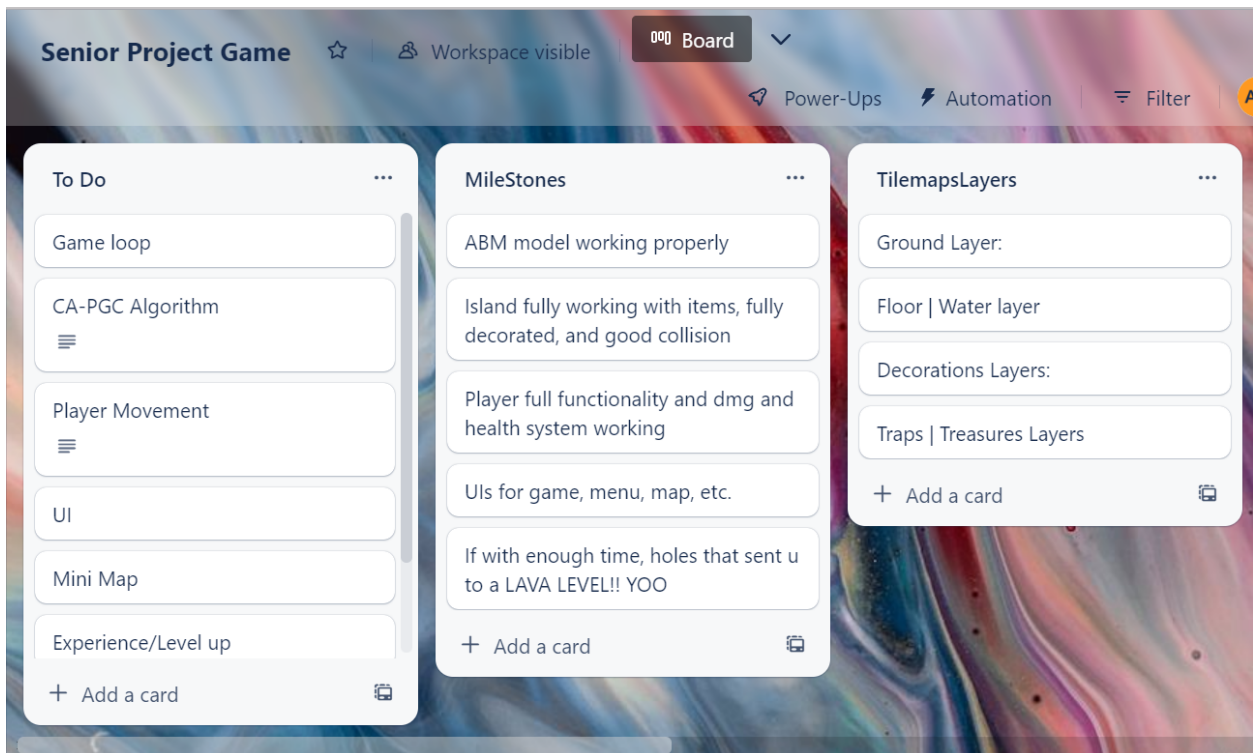 Senior Project Game
Workspace visible
Board
Power-Ups
Automation
Filter
A
To Do
Game loop
CA-PGC Algorithm
Player Movement
UI
Mini Map
Experience/Level up
+ Add a card
MileStones
ABM model working properly
Island fully working with items, fully
decorated, and good collision
Player full functionality and dmg and
health system working
UIs for game, menu, map, etc.
If with enough time, holes that sent u
to a LAVA LEVEL!! YOO
+ Add a card
TilemapsLayers
Ground Layer:
Floor | Water layer
Decorations Layers:
Traps | Treasures Layers
+ Add a card